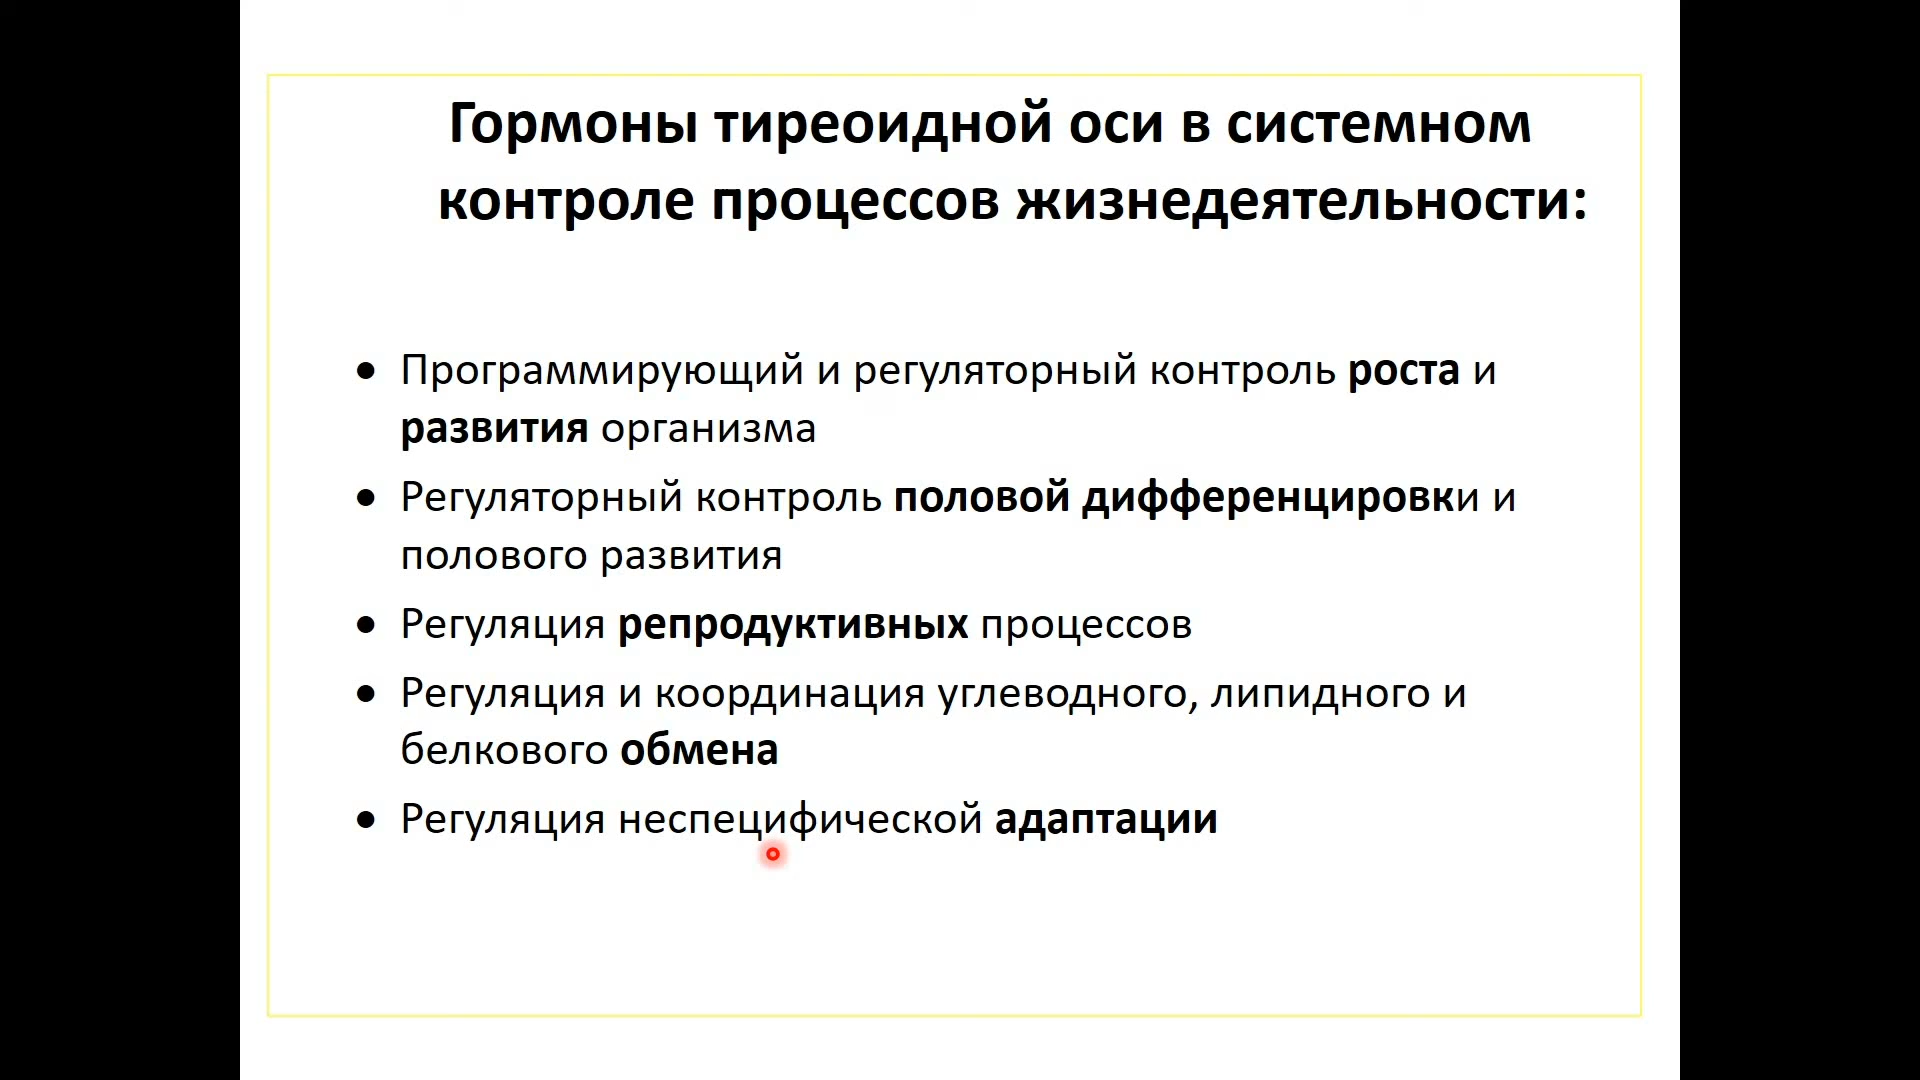 Гормоны тиреоидной оси в системном
контроле процессов жизнедеятельности:
● Программирующий и регуляторный контроль роста и
развития организма
● Регуляторный контроль половой дифференцировки и
полового развития
● Регуляция репродуктивных процессов
● Регуляция и координация углеводного, липидного и
белкового обмена
● Регуляция неспецифической адаптации